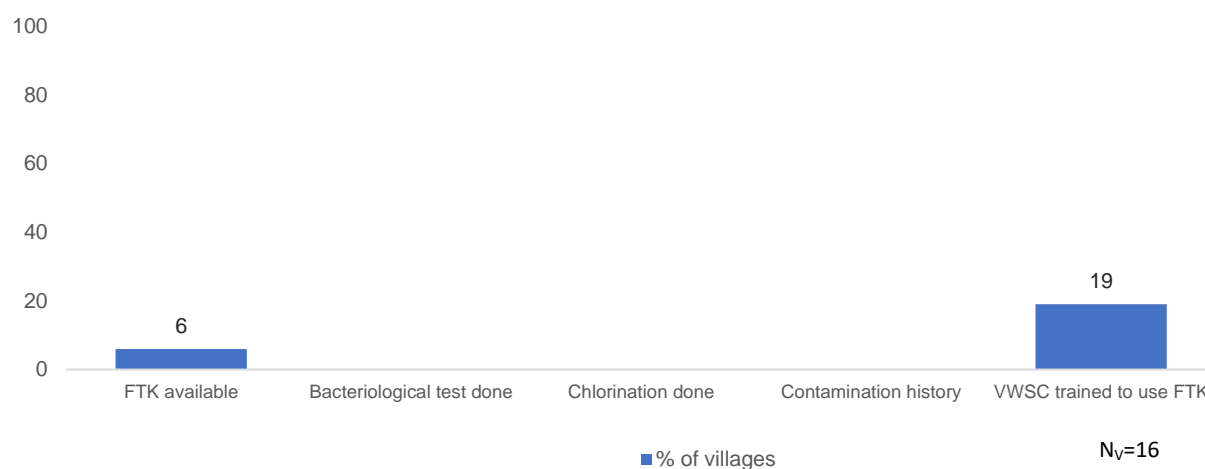 100
80
60
40
20
0
6
19
FTK available
Bacteriological test done
Chlorination done
Contamination history
VWSC trained to use FTK
% of villages
Nᵥ=16